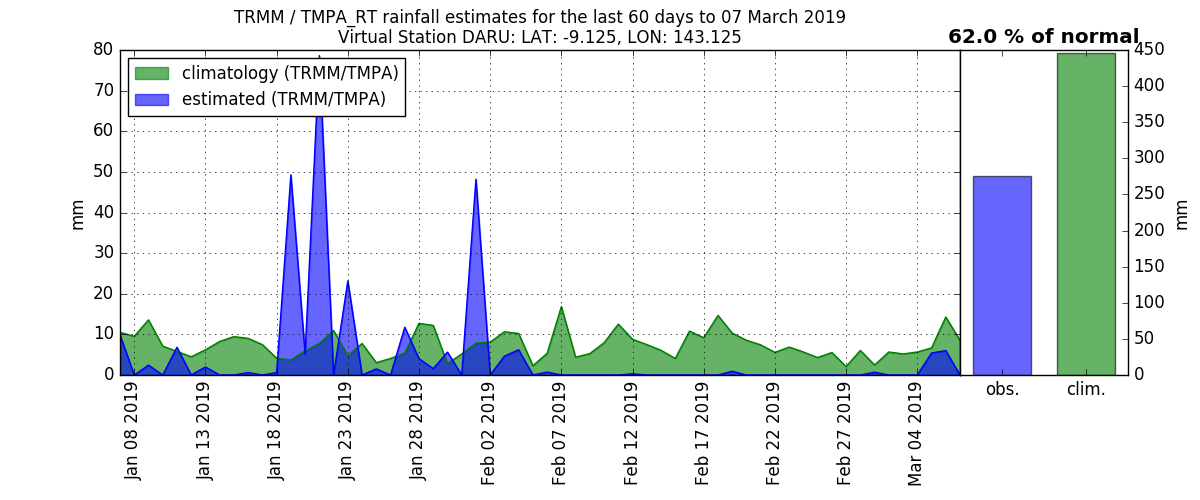 TRMM / TMPA_RT rainfall estimates for the last 60 days to 07 March 2019
Virtual Station DARU: LAT: -9.125, LON: 143.125
62.0 % of normal
climatology (TRMM/TMPA)
estimated (TRMM/TMPA)
80
70
60
50
40
30
20
10
0
mm
Jan 08 2019
Jan 13 2019
Jan 18 2019
Jan 23 2019
Jan 28 2019
Feb 02 2019
Feb 07 2019
Feb 12 2019
Feb 17 2019
Feb 22 2019
Feb 27 2019
Mar 04 2019
450
400
350
300
250
200
150
100
50
0
mm
obs.
clim.